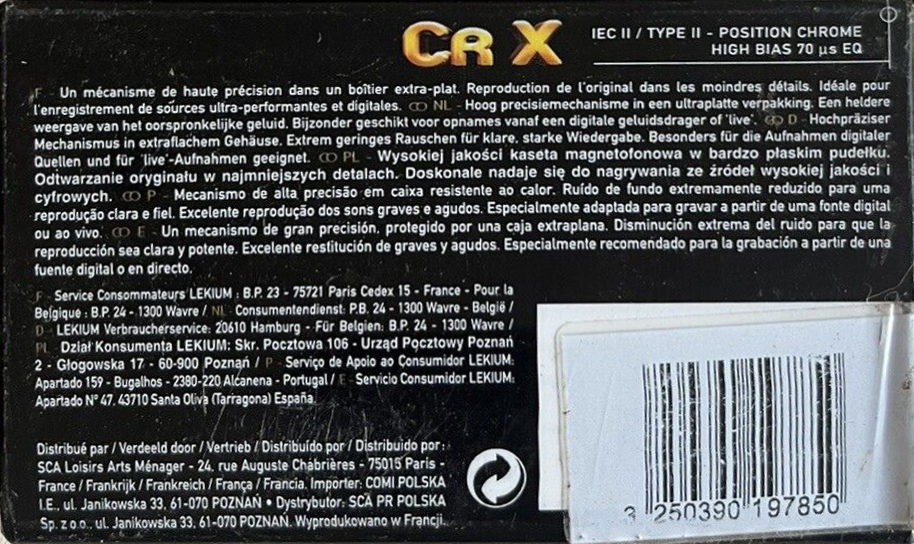 CR X
IEC II / TYPE II - POSITION CHROME
HIGH BIAS 70 µs EQ
F - Un mécanisme de haute précision dans un boîtier extra-plat. Reproduction de l'original dans les moindres détails. Idéale pour
l'enregistrement de sources ultra-performantes et digitales. NL - Hoog precisiemechanisme in een ultraplatte verpakking. Een heldere
weergave van het oorspronkelijke geluid. Bijzonder geschikt voor opnames vanaf een digitale geluidsdrager of 'live'. D - Hochpräziser
Mechanismus in extraflachem Gehäuse. Extrem geringes Rauschen für klare, starke Wiedergabe. Besonders für die Aufnahmen digitaler
Quellen und für 'live'-Aufnahmen geeignet. PL - Wysokiej jakości kaseta magnetofonowa w bardzo płaskim pudełku.
Odtwarzanie oryginału w najmniejszych detalach. Doskonale nadaje się do nagrywania ze źródeł wysokiej jakości i
cyfrowych. P - Mecanismo de alta precisão em caixa resistente ao calor. Ruído de fundo extremamente reduzido para uma
reprodução clara e fiel. Excelente reprodução dos sons graves e agudos. Especialmente adaptada para gravar a partir de uma fonte digital
ou ao vivo. E - Un mecanismo de gran precisión, protegido por una caja extraplana. Disminución extrema del ruido para que la
reproducción sea clara y potente. Excelente restitución de graves y agudos. Especialmente recomendado para la grabación a partir de una
fuente digital o en directo.
F - Service Consommateurs LEKIUM : B.P. 23 - 75721 Paris Cedex 15 - France - Pour la
Belgique : B.P. 24 - 1300 Wavre / NL Consumentendienst: P.B. 24 - 1300 Wavre - België /
D - LEKIUM Verbraucherservice: 20610 Hamburg - Für Belgien: B.P. 24 - 1300 Wavre /
PL - Dział Konsumenta LEKIUM: Skr. Pocztowa 106 - Urząd Pocztowy Poznań
2 - Głogowska 17 - 60-900 Poznań / P - Serviço de Apoio ao Consumidor LEKIUM:
Apartado 159 - Bugalhos - 2380-220 Alcanena - Portugal / E - Servicio Consumidor LEKIUM:
Apartado N° 47, 43710 Santa Oliva (Tarragona) España.
Distribué par / Verdeeld door / Vertrieb / Distribuído por / Distribuido por :
SCA Loisirs Arts Ménager - 24, rue Auguste Chabrières - 75015 Paris -
France / Frankrijk / Frankreich / França / Francia. Importer: COMI POLSKA
I.E., ul. Janikowska 33, 61-070 POZNAŃ • Dystrybutor: SCA PR POLSKA
Sp. z o.o., ul. Janikowska 33, 61-070 POZNAŃ. Wyprodukowano w Francji.
3 250390 197850